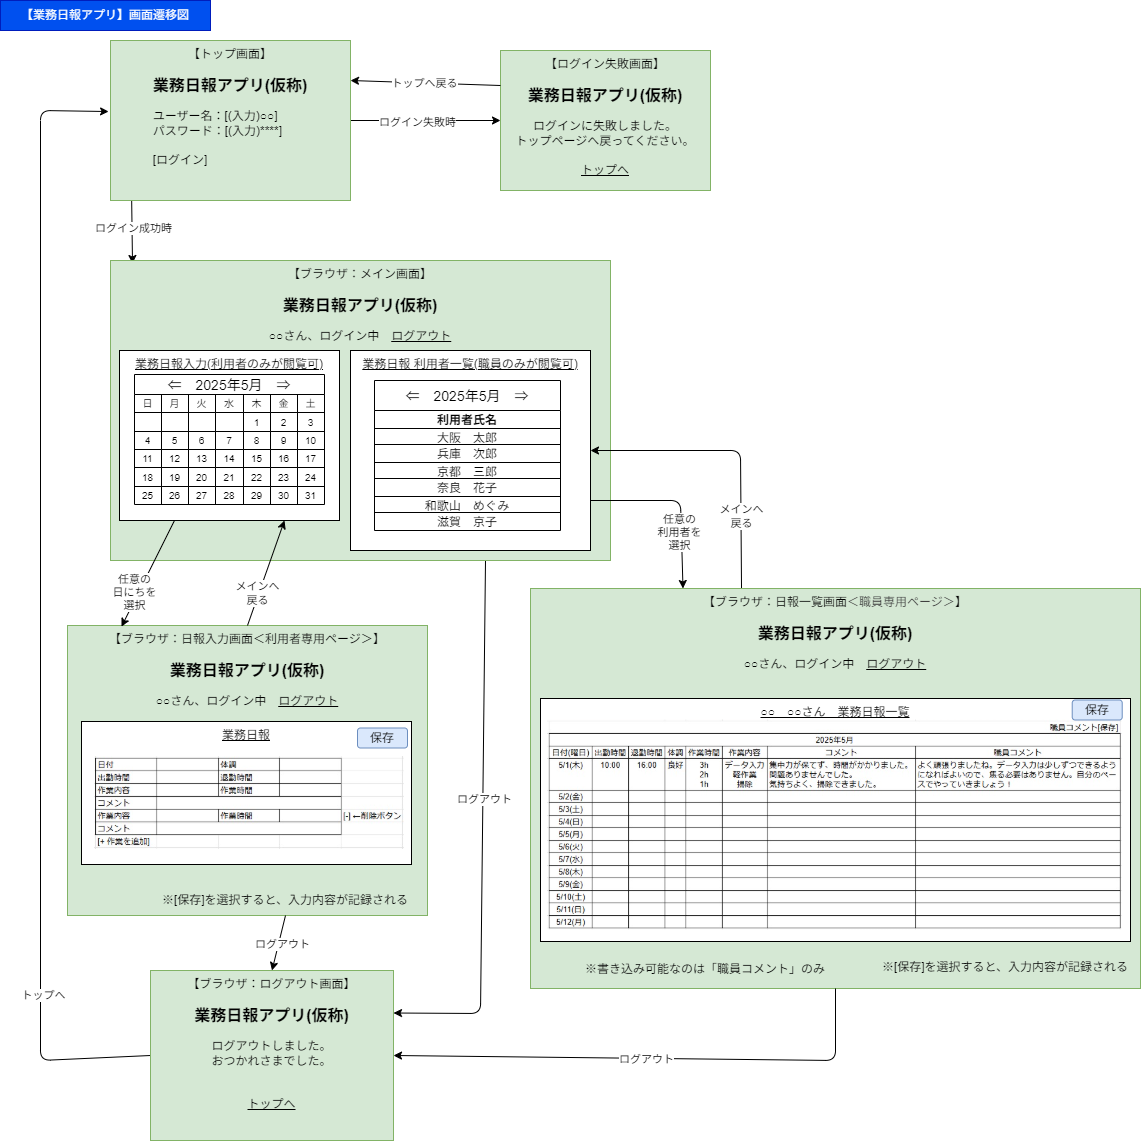 【業務日報アプリ】画面遷移図
【トップ画面】
業務日報アプリ(仮称)
ユーザー名：[(入力)○○]
パスワード：[(入力)****]
[ログイン]
トップへ戻る
ログイン失敗時
【ログイン失敗画面】
業務日報アプリ(仮称)
ログインに失敗しました。
トップページへ戻ってください。
トップへ
ログイン成功時
【ブラウザ：メイン画面】
業務日報アプリ(仮称)
○○さん、ログイン中　ログアウト
業務日報入力(利用者のみが閲覧可)
⇐　2025年5月　⇒
日 月 火 水 木 金 土
1 2 3
4 5 6 7 8 9 10
11 12 13 14 15 16 17
18 19 20 21 22 23 24
25 26 27 28 29 30 31
業務日報 利用者一覧(職員のみが閲覧可)
⇐　2025年5月　⇒
利用者氏名
大阪　太郎
兵庫　次郎
京都　三郎
奈良　花子
和歌山　めぐみ
滋賀　京子
任意の
利用者を
選択
メインへ
戻る
任意の
日にちを
選択
メインへ
戻る
【ブラウザ：日報入力画面＜利用者専用ページ＞】
業務日報アプリ(仮称)
○○さん、ログイン中　ログアウト
業務日報
保存
日付 体調
出勤時間 退勤時間
作業内容 作業時間
コメント
作業内容 作業時間 [-] ←削除ボタン
コメント
[+ 作業を追加]
※[保存]を選択すると、入力内容が記録される
ログアウト
ログアウト
【ブラウザ：日報一覧画面＜職員専用ページ＞】
業務日報アプリ(仮称)
○○さん、ログイン中　ログアウト
○○　○○さん　業務日報一覧
保存
職員コメント[保存]
2025年5月
日付(曜日) 出勤時間 退勤時間 体調 作業時間 作業内容 コメント 職員コメント
5/1(木) 10:00 16:00 良好 3h データ入力 集中力が保てず、時間がかかりました。 よく頑張りましたね。データ入力は少しずつできるよう
2h 軽作業 問題ありませんでした。 になればよいので、焦る必要はありません。自分のペー
1h 掃除 気持ちよく、掃除できました。 スでやっていきましょう！
5/2(金)
5/3(土)
5/4(日)
5/5(月)
5/6(火)
5/7(水)
5/8(木)
5/9(金)
5/10(土)
5/11(日)
5/12(月)
※書き込み可能なのは「職員コメント」のみ
※[保存]を選択すると、入力内容が記録される
【ブラウザ：ログアウト画面】
業務日報アプリ(仮称)
ログアウトしました。
おつかれさまでした。
トップへ
トップへ
ログアウト